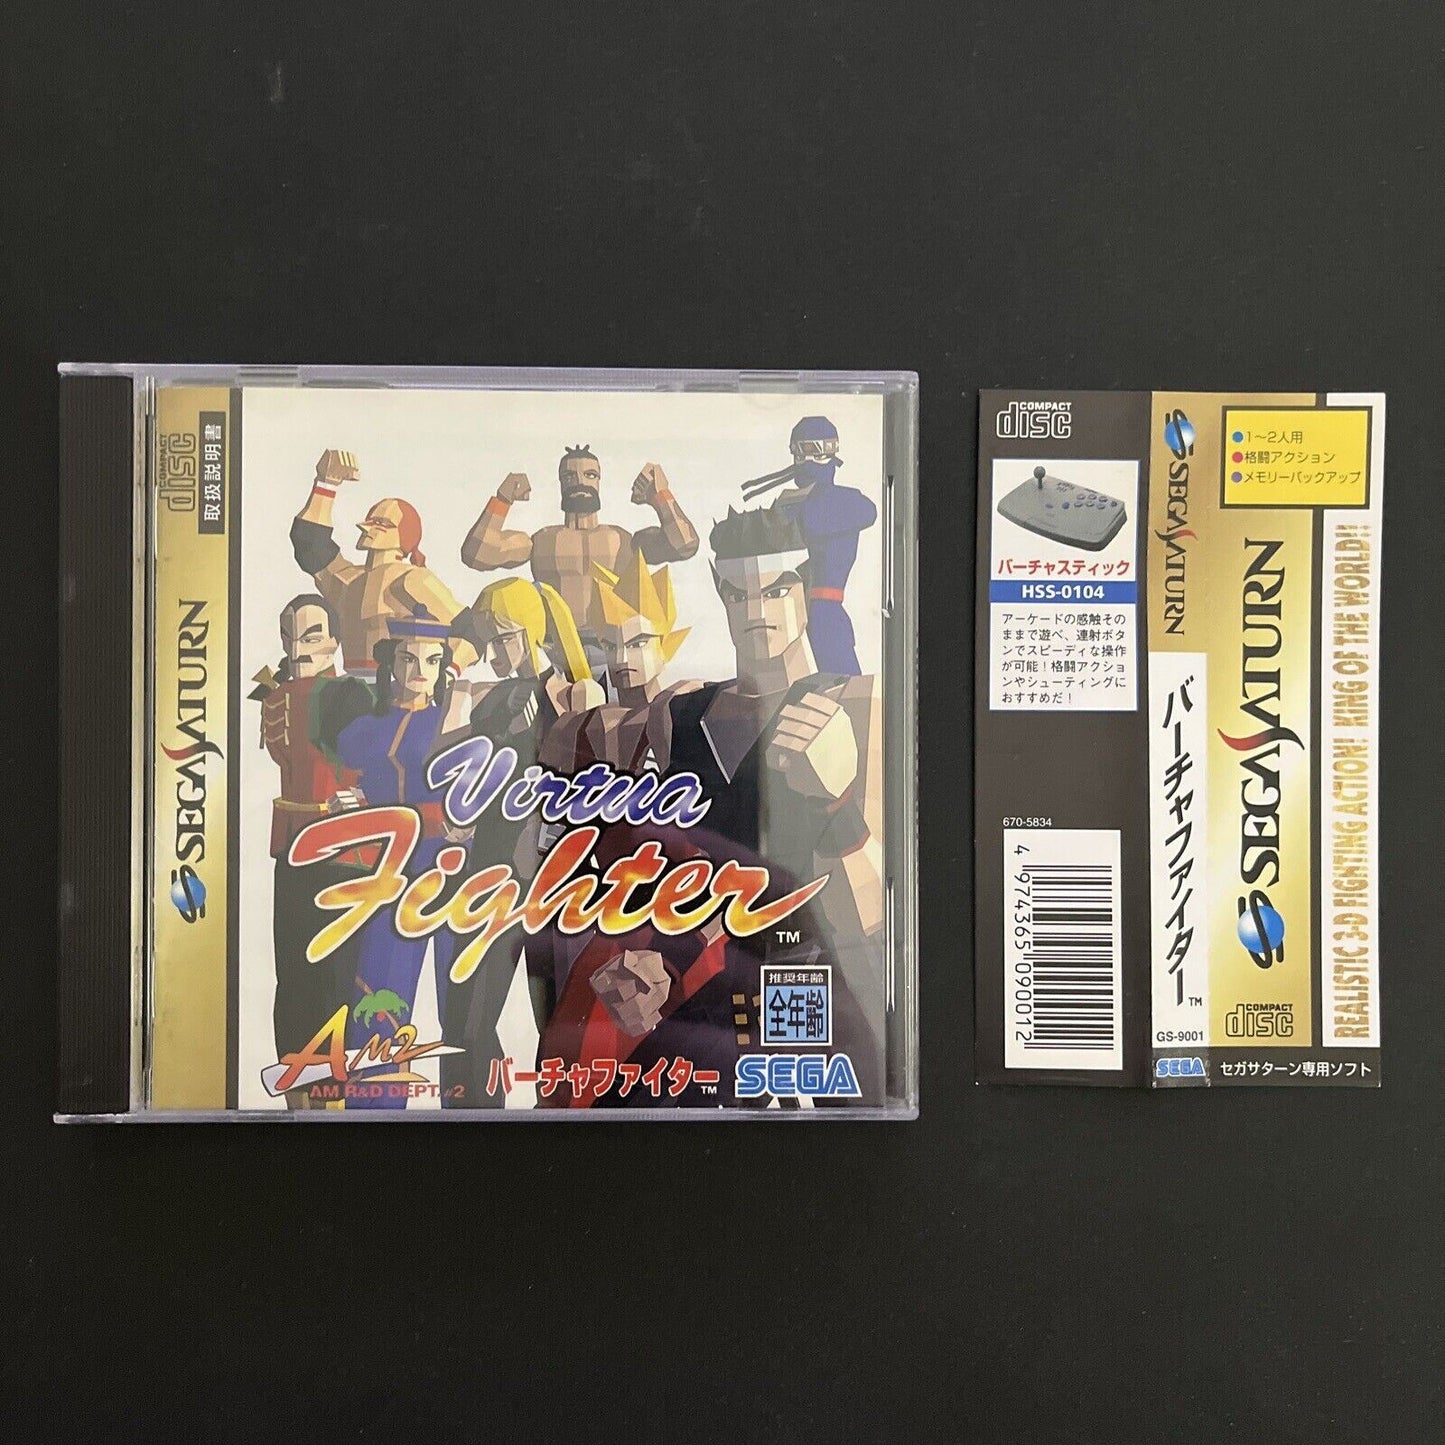 COMPACT
disc
取扱説明書
SEGA SATURN
Virtua
Fighter™
推奨年齢
全年齢
AM2
AM R&D DEPT.#2
バーチャファイター™
SEGA
COMPACT
disc
バーチャスティック
HSS-0104
アーケードの感触その
ままで遊べ、連射ボタ
ンでスピーディな操作
が可能！格闘アクショ
ンやシューティングに
おすすめだ！
670-5834
4 974365 090012
SEGA SATURN
バーチャファイター™
GS-9001
SEGA
●1〜2人用
●格闘アクション
●メモリーバックアップ
SEGA SATURN
COMPACT
disc
REALISTIC 3-D FIGHTING ACTION! KING OF THE WORLD!!
セガサターン専用ソフト